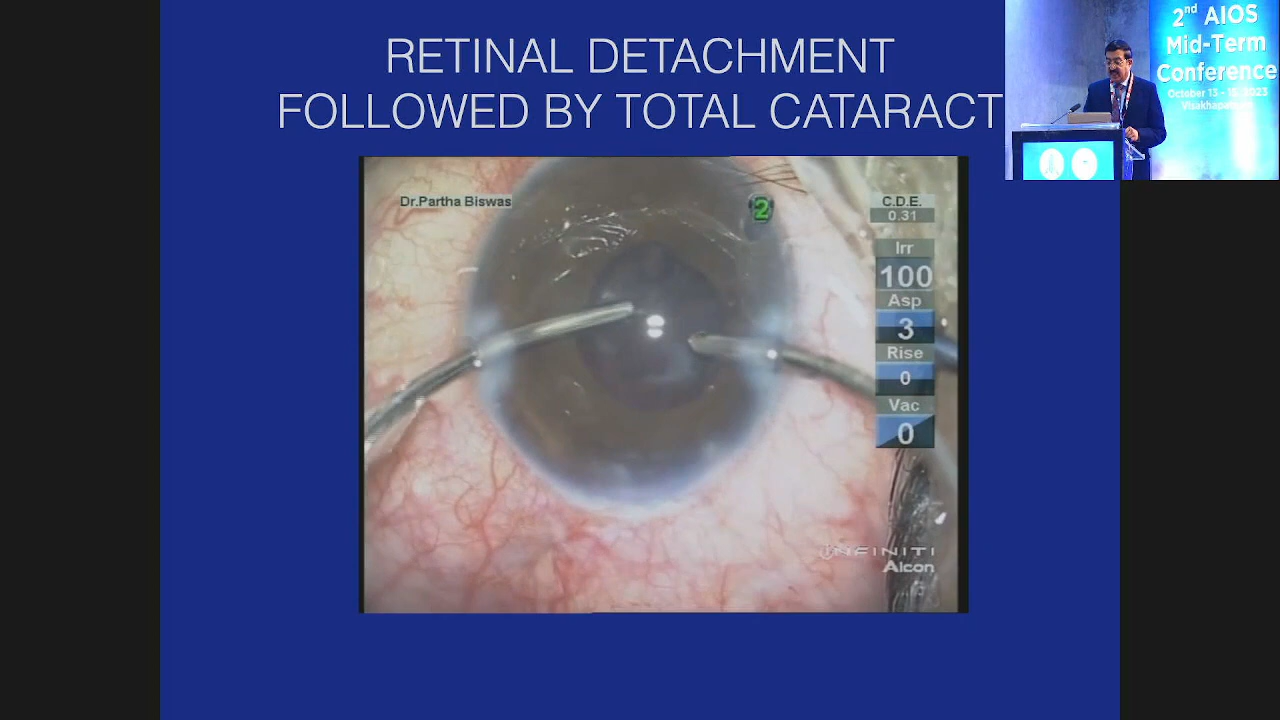 RETINAL DETACHMENT
FOLLOWED BY TOTAL CATARACT
2nd AIOS
Mid-Term
Conference
October 13 - 15, 2023
Dr.Partha Biswas
2
C.D.E.
0.31
Irr
100
Asp
3
Rise
0
Vac
0
INFINITI
Alcon